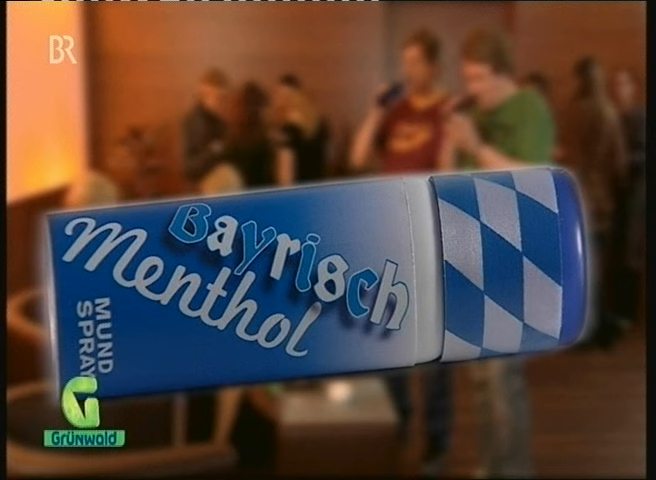 BR
Bayrisch
Menthol
MUND
SPRAY
G
Grünwald